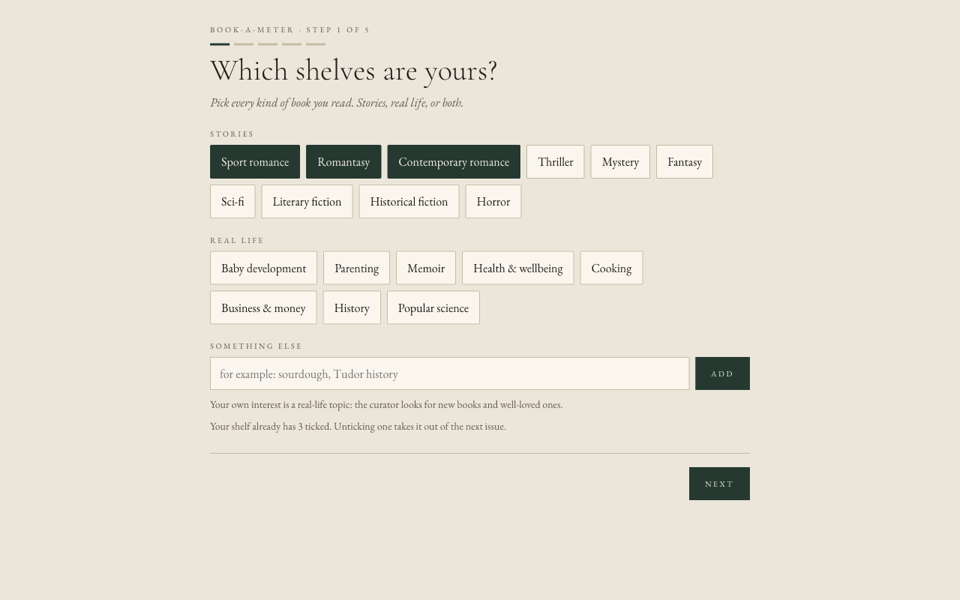 BOOK-A-METER · STEP 1 OF 5
Which shelves are yours?
Pick every kind of book you read. Stories, real life, or both.
STORIES
Sport romance Romantasy Contemporary romance Thriller Mystery Fantasy
Sci-fi Literary fiction Historical fiction Horror
REAL LIFE
Baby development Parenting Memoir Health & wellbeing Cooking
Business & money History Popular science
SOMETHING ELSE
for example: sourdough, Tudor history ADD
Your own interest is a real-life topic: the curator looks for new books and well-loved ones.
Your shelf already has 3 ticked. Unticking one takes it out of the next issue.
NEXT